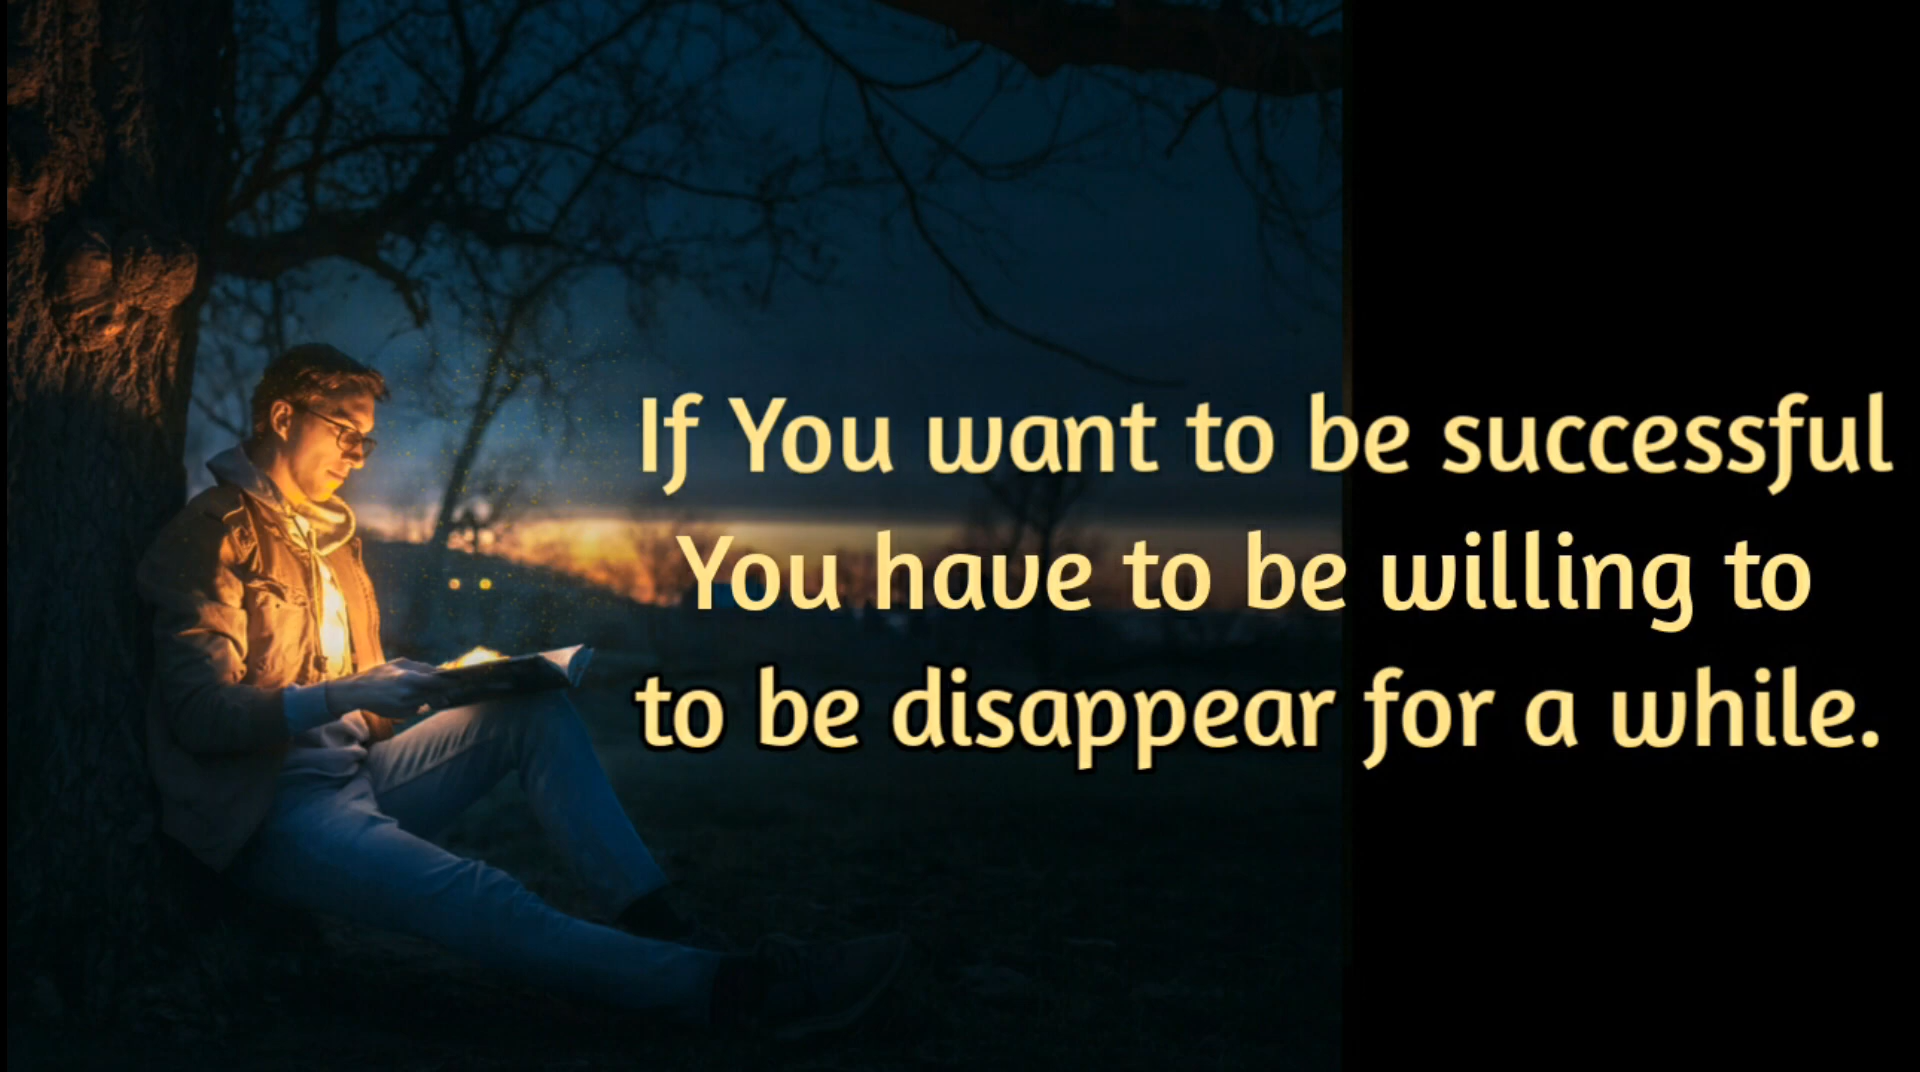 If You want to be successful
You have to be willing to
to be disappear for a while.